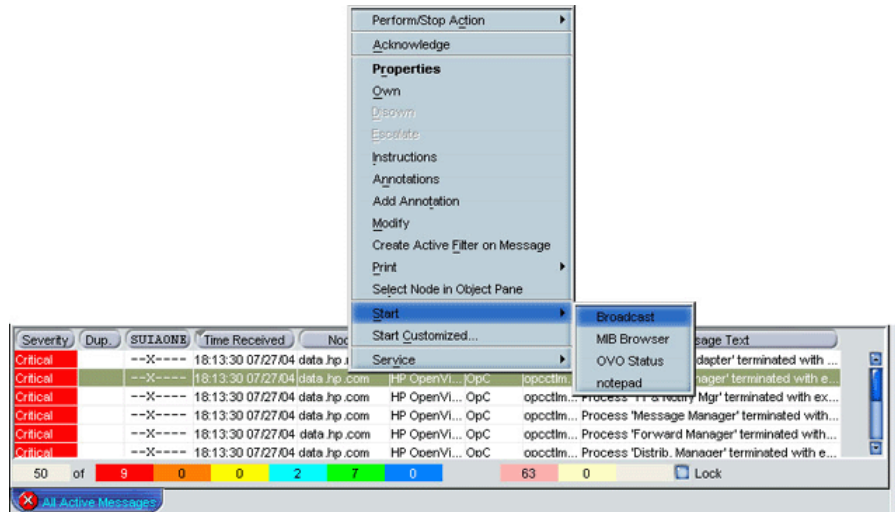 Perform/Stop Action
Acknowledge
Properties
Own
Disown
Escalate
Instructions
Annotations
Add Annotation
Modify
Create Active Filter on Message
Print
Select Node in Object Pane
Start
Start Customized...
Service
Broadcast
MIB Browser
OVO Status
notepad
Severity Dup. SUIAONE Time Received Noc sage Text
Critical --X---- 18:13:30 07/27/04 data.hp. dapter' terminated with ...
Critical --X---- 18:13:30 07/27/04 data.hp.com HP OpenVi... OpC opcctlm... nager' terminated with e...
Critical --X---- 18:13:30 07/27/04 data.hp.com HP OpenVi... OpC opcctlm... Process 'TT & Notify Mgr' terminated with ex...
Critical --X---- 18:13:30 07/27/04 data.hp.com HP OpenVi... OpC opcctlm... Process 'Message Manager' terminated with...
Critical --X---- 18:13:30 07/27/04 data.hp.com HP OpenVi... OpC opcctlm... Process 'Forward Manager' terminated with...
Critical --X---- 18:13:30 07/27/04 data.hp.com HP OpenVi... OpC opcctlm... Process 'Distrib. Manager' terminated with e...
50 of 9 0 0 2 7 0 63 0 Lock
All Active Messages